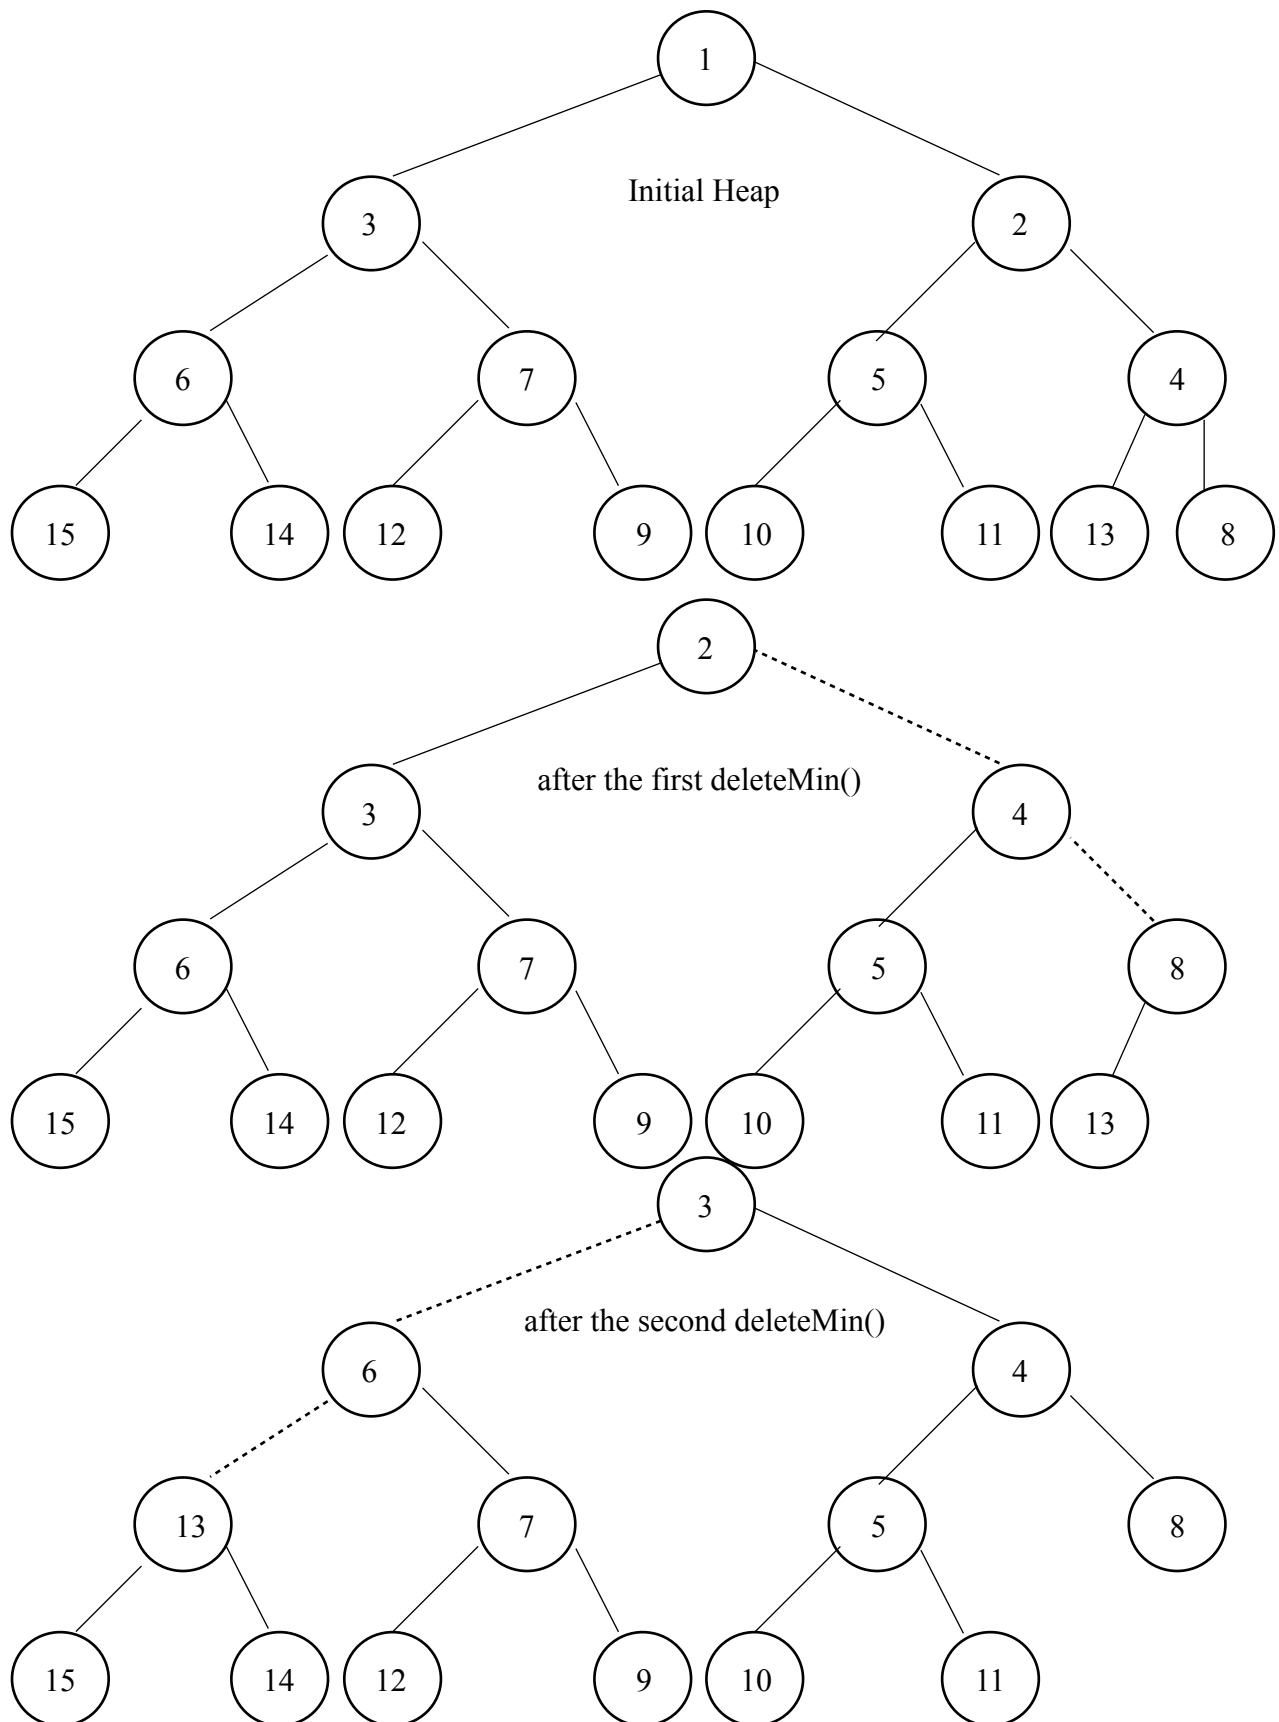 1
Initial Heap
3 2
6 7 5 4
15 14 12 9 10 11 13 8
2
after the first deleteMin()
3 4
6 7 5 8
15 14 12 9 10 11 13
3
after the second deleteMin()
6 4
13 7 5 8
15 14 12 9 10 11